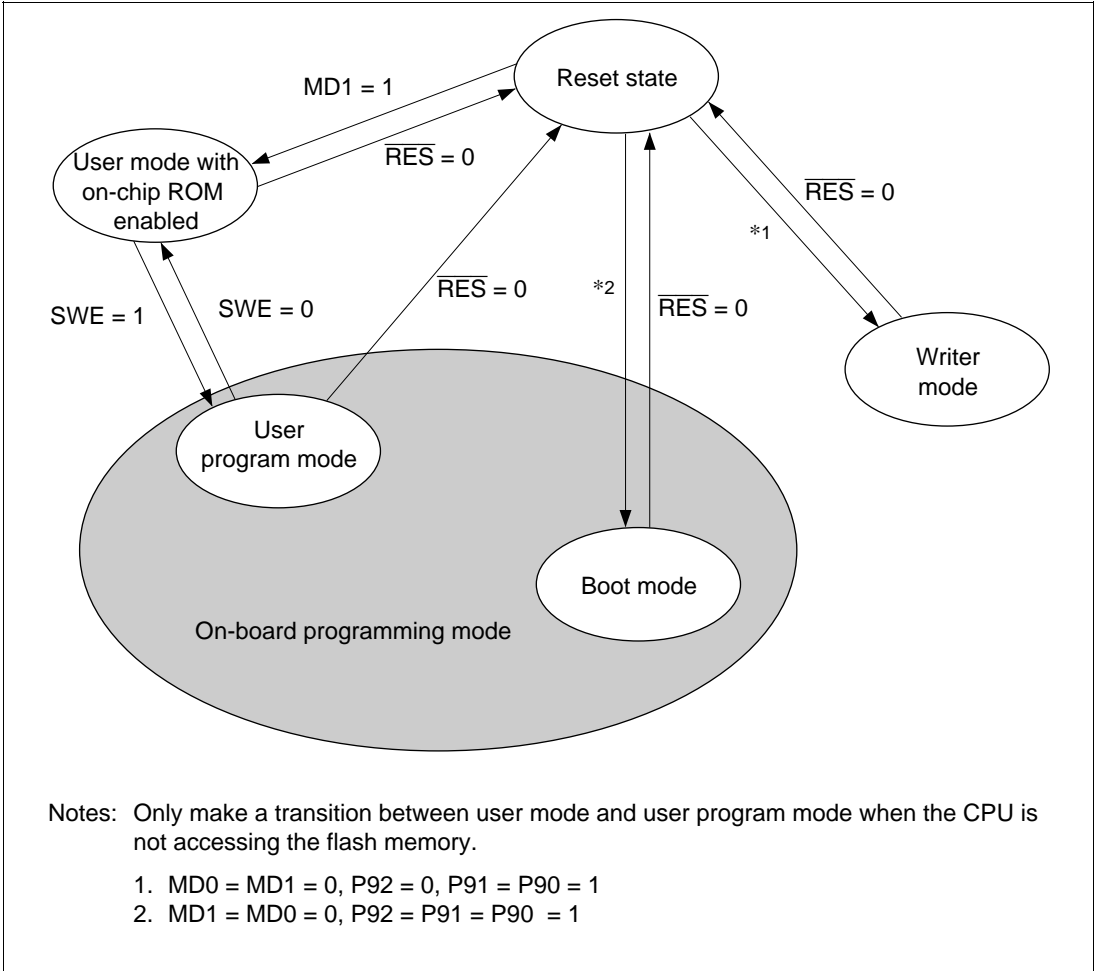 Reset state
MD1 = 1
RES = 0
User mode with
on-chip ROM
enabled
RES = 0
*1
RES = 0
*2
RES = 0
SWE = 1
SWE = 0
Writer
mode
User
program mode
Boot mode
On-board programming mode
Notes: Only make a transition between user mode and user program mode when the CPU is
not accessing the flash memory.
1. MD0 = MD1 = 0, P92 = 0, P91 = P90 = 1
2. MD1 = MD0 = 0, P92 = P91 = P90 = 1